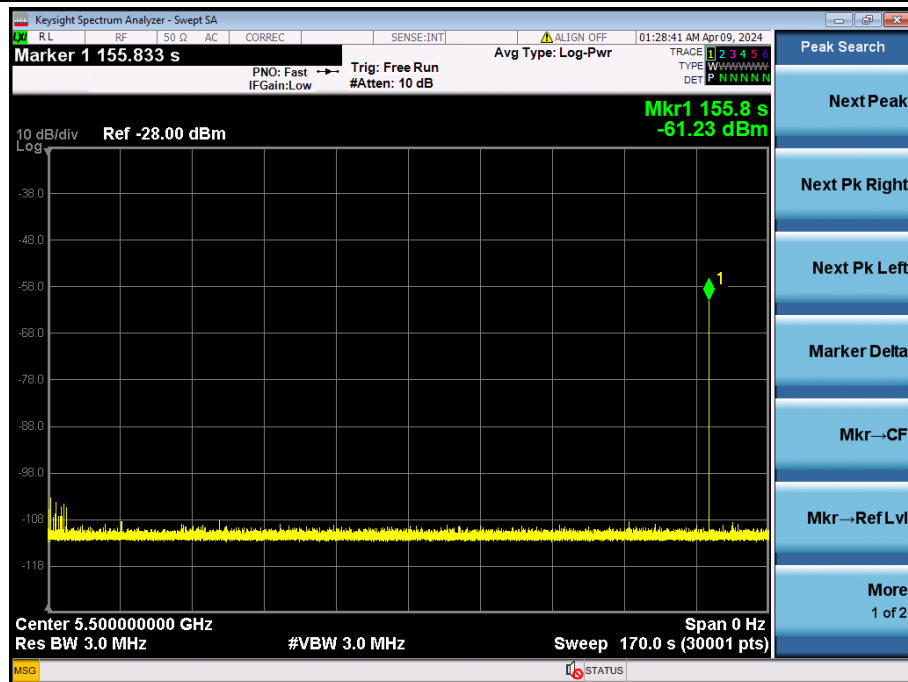 Keysight Spectrum Analyzer - Swept SA
LXI RL RF 50 Ω AC CORREC SENSE:INT ALIGN OFF 01:28:41 AM Apr 09, 2024
Marker 1 155.833 s
PNO: Fast
IFGain:Low
Trig: Free Run
#Atten: 10 dB
Avg Type: Log-Pwr
TRACE 1 2 3 4 5 6
TYPE WWWWWW
DET P N N N N N
Peak Search
Mkr1 155.8 s
-61.23 dBm
10 dB/div Ref -28.00 dBm
Log
-38.0
-48.0
-58.0
-68.0
-78.0
-88.0
-98.0
-108
-118
1
Center 5.500000000 GHz Span 0 Hz
Res BW 3.0 MHz #VBW 3.0 MHz Sweep 170.0 s (30001 pts)
Next Peak
Next Pk Right
Next Pk Left
Marker Delta
Mkr→CF
Mkr→Ref Lvl
More
1 of 2
MSG STATUS